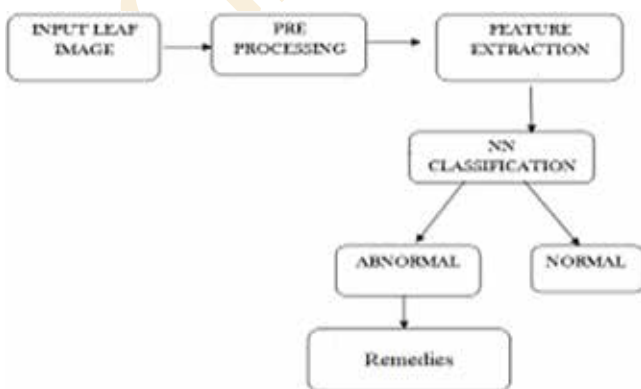 INPUT LEAF
IMAGE
PRE
PROCESSING
FEATURE
EXTRACTION
NN
CLASSIFICATION
ABNORMAL
NORMAL
Remedies